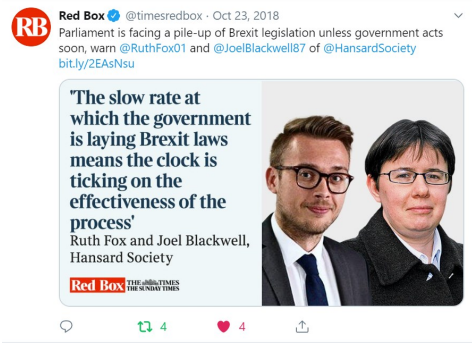 RB Red Box @timesredbox · Oct 23, 2018
Parliament is facing a pile-up of Brexit legislation unless government acts
soon, warn @RuthFox01 and @JoelBlackwell87 of @HansardSociety
bit.ly/2EAsNsu
'The slow rate at
which the government
is laying Brexit laws
means the clock is
ticking on the
effectiveness of the
process'
Ruth Fox and Joel Blackwell,
Hansard Society
Red Box THE TIMES
THE SUNDAY TIMES
4 4